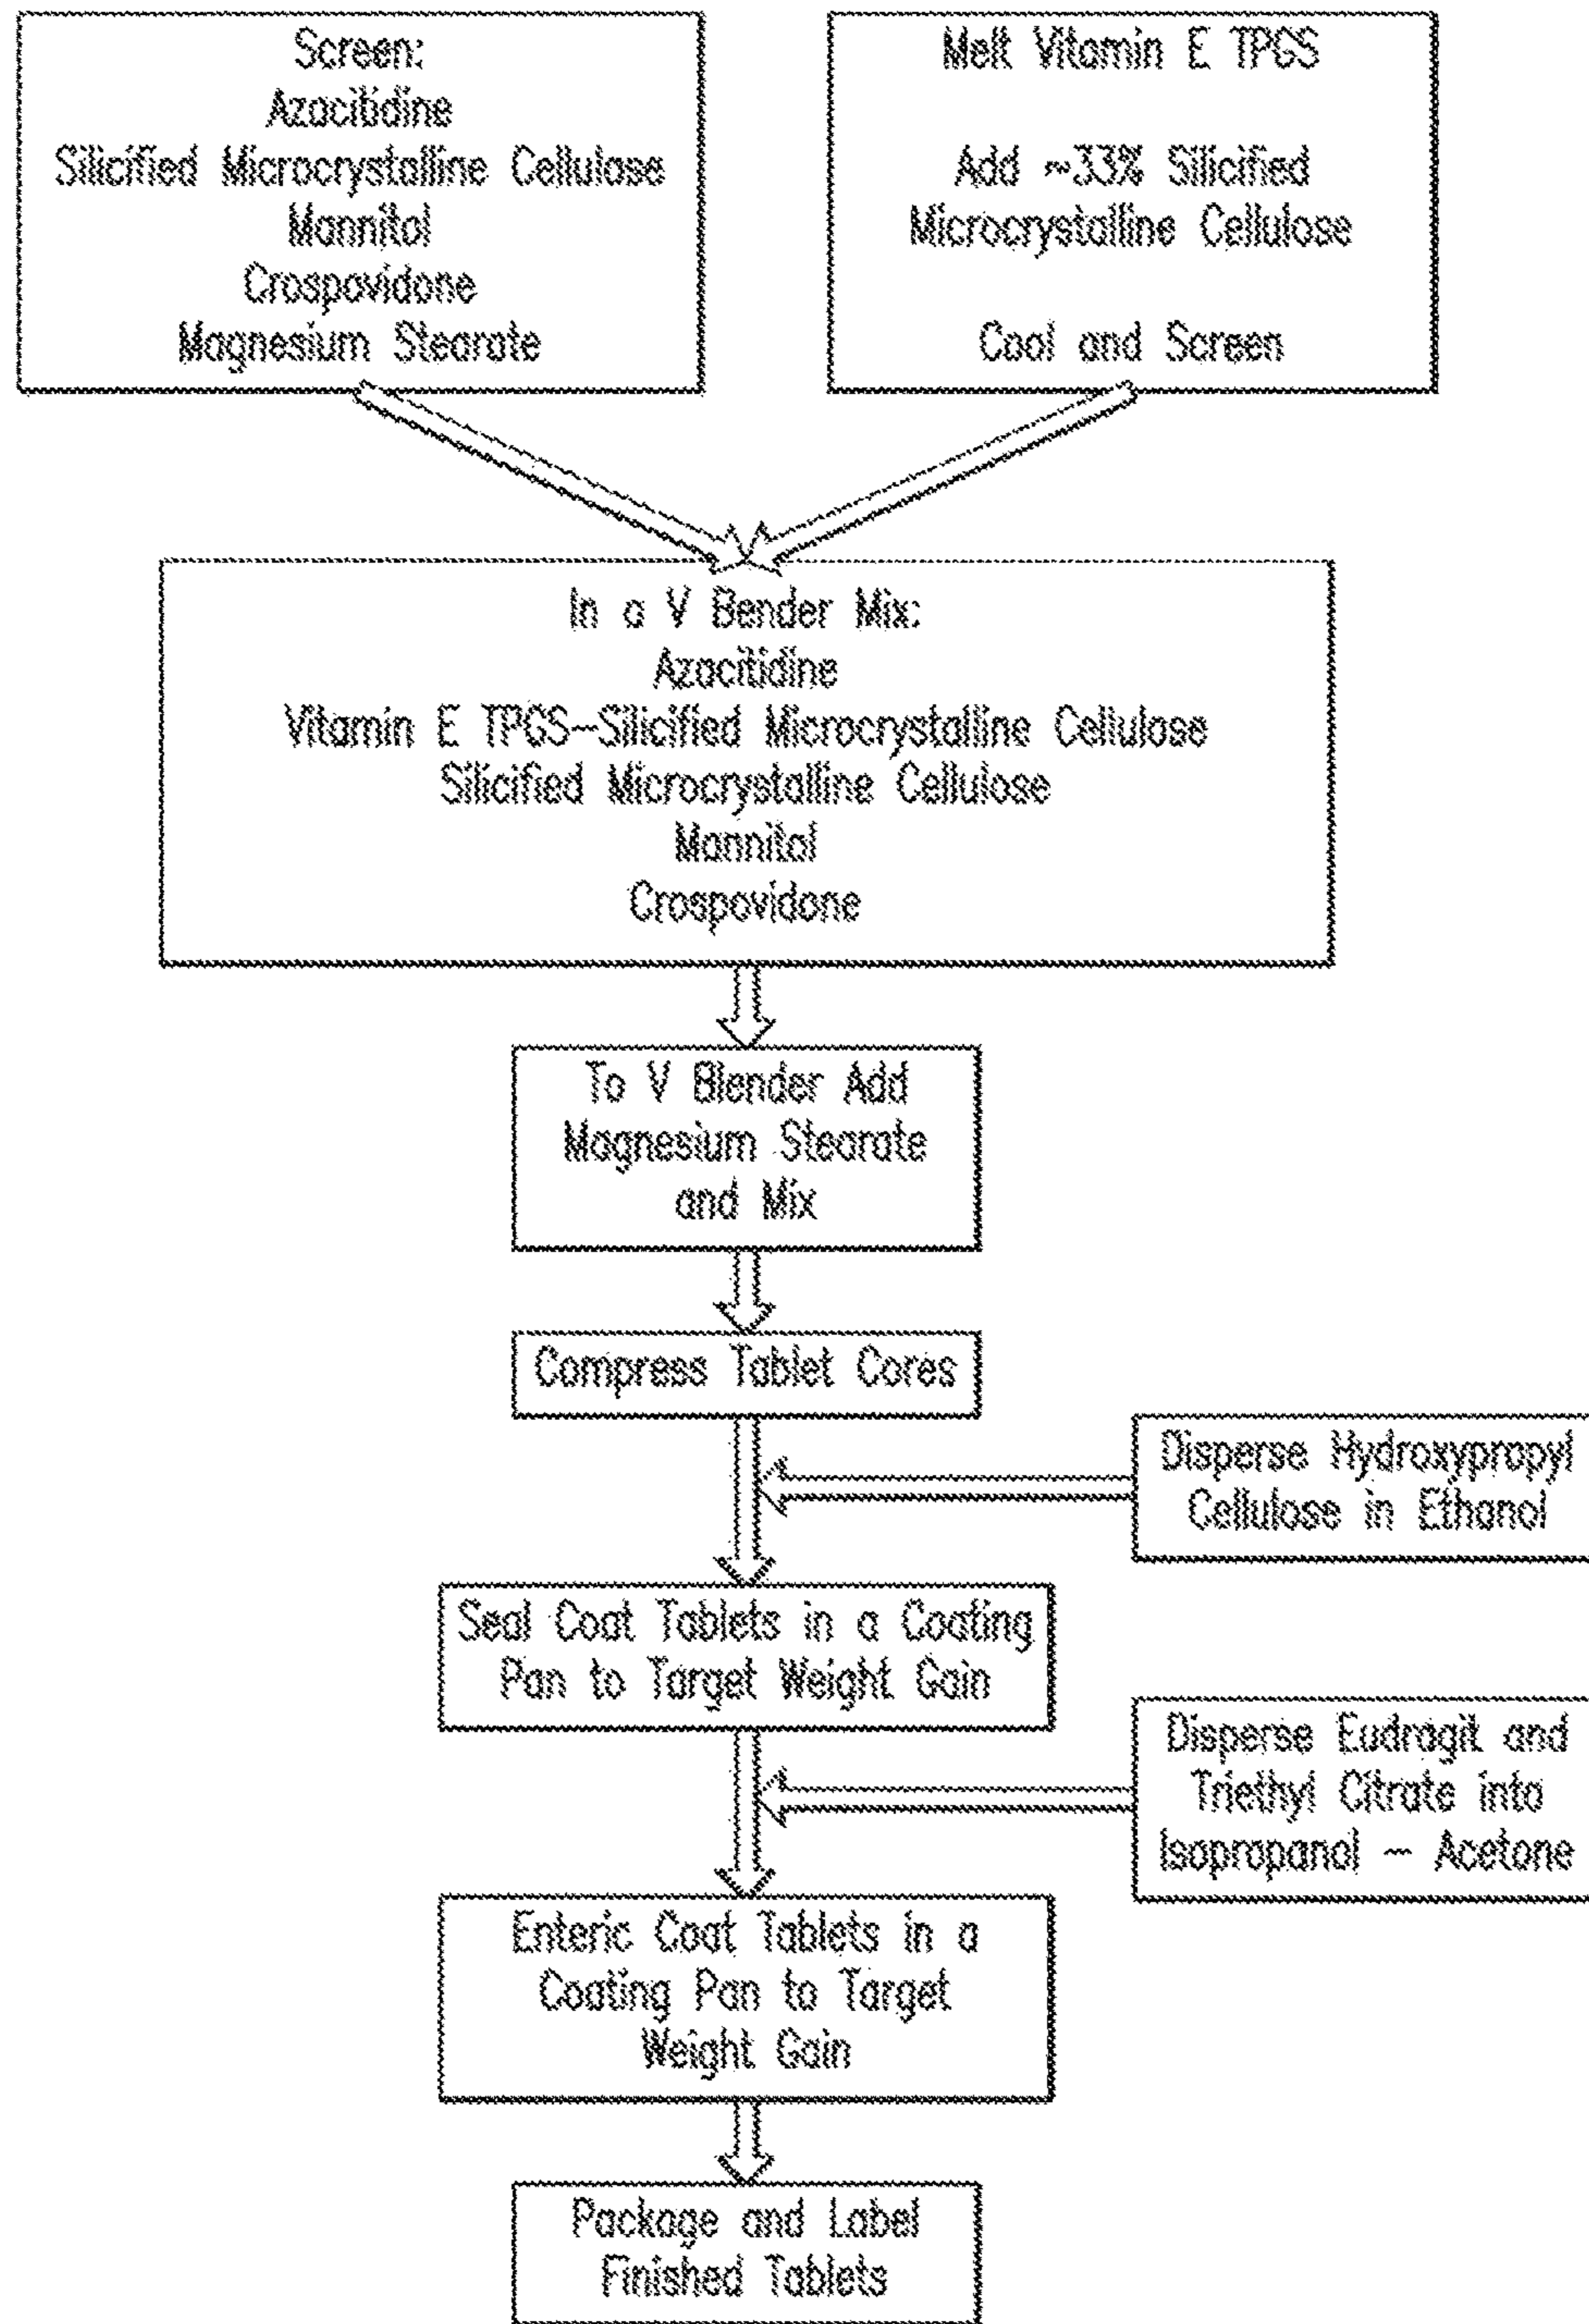 Screen:
Azacitidine
Silicified Microcrystalline Cellulose
Mannitol
Crospovidone
Magnesium Stearate
Melt Vitamin E TPGS
Add ~33% Silicified
Microcrystalline Cellulose
Cool and Screen
In a V Bender Mix:
Azacitidine
Vitamin E TPGS-Silicified Microcrystalline Cellulose
Silicified Microcrystalline Cellulose
Mannitol
Crospovidone
To V Blender Add
Magnesium Stearate
and Mix
Compress Tablet Cores
Disperse Hydroxypropyl
Cellulose in Ethanol
Seal Coat Tablets in a Coating
Pan to Target Weight Gain
Disperse Eudragit and
Triethyl Citrate into
Isopropanol - Acetone
Enteric Coat Tablets in a
Coating Pan to Target
Weight Gain
Package and Label
Finished Tablets